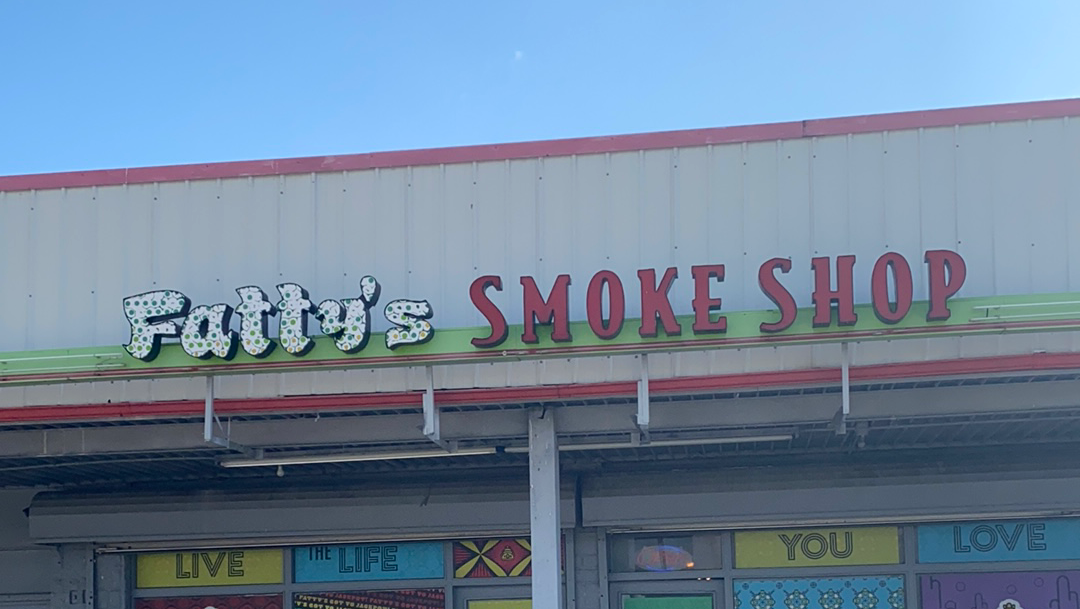 Fatty's SMOKE SHOP
LIVE THE LIFE YOU LOVE